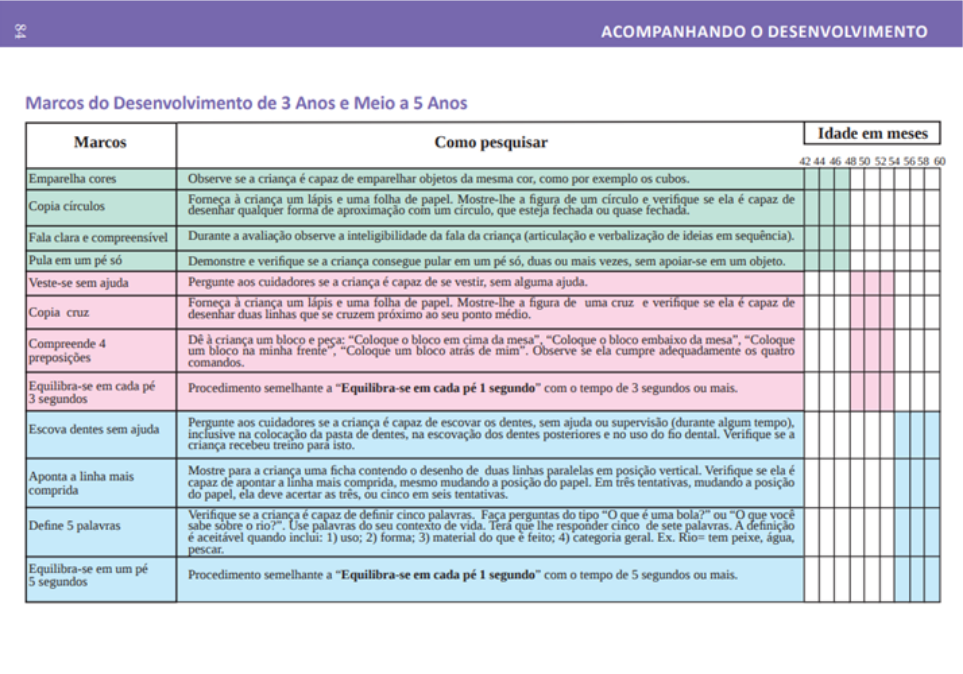 84
ACOMPANHANDO O DESENVOLVIMENTO
Marcos do Desenvolvimento de 3 Anos e Meio a 5 Anos
Marcos
Como pesquisar
Idade em meses
42 44 46 48 50 52 54 56 58 60
Emparelha cores
Observe se a criança é capaz de emparelhar objetos da mesma cor, como por exemplo os cubos.
Copia círculos
Forneça à criança um lápis e uma folha de papel. Mostre-lhe a figura de um círculo e verifique se ela é capaz de
desenhar qualquer forma de aproximação com um círculo, que esteja fechada ou quase fechada.
Fala clara e compreensível
Durante a avaliação observe a inteligibilidade da fala da criança (articulação e verbalização de ideias em sequência).
Pula em um pé só
Demonstre e verifique se a criança consegue pular em um pé só, duas ou mais vezes, sem apoiar-se em um objeto.
Veste-se sem ajuda
Pergunte aos cuidadores se a criança é capaz de se vestir, sem alguma ajuda.
Copia cruz
Forneça à criança um lápis e uma folha de papel. Mostre-lhe a figura de uma cruz e verifique se ela é capaz de
desenhar duas linhas que se cruzem próximo ao seu ponto médio.
Compreende 4
preposições
Dê à criança um bloco e peça: “Coloque o bloco em cima da mesa”, “Coloque o bloco embaixo da mesa”, “Coloque
um bloco na minha frente”, “Coloque um bloco atrás de mim”. Observe se ela cumpre adequadamente os quatro
comandos.
Equilibra-se em cada pé
3 segundos
Procedimento semelhante a “Equilibra-se em cada pé 1 segundo” com o tempo de 3 segundos ou mais.
Escova dentes sem ajuda
Pergunte aos cuidadores se a criança é capaz de escovar os dentes, sem ajuda ou supervisão (durante algum tempo),
inclusive na colocação da pasta de dentes, na escovação dos dentes posteriores e no uso do fio dental. Verifique se a
criança recebeu treino para isto.
Aponta a linha mais
comprida
Mostre para a criança uma ficha contendo o desenho de duas linhas paralelas em posição vertical. Verifique se ela é
capaz de apontar a linha mais comprida, mesmo mudando a posição do papel. Em três tentativas, mudando a posição
do papel, ela deve acertar as três, ou cinco em seis tentativas.
Define 5 palavras
Verifique se a criança é capaz de definir cinco palavras. Faça perguntas do tipo “O que é uma bola?” ou “O que você
sabe sobre o rio?”. Use palavras do seu contexto de vida. Terá que lhe responder cinco de sete palavras. A definição
é aceitável quando inclui: 1) uso; 2) forma; 3) material do que é feito; 4) categoria geral. Ex. Rio= tem peixe, água,
pescar.
Equilibra-se em um pé
5 segundos
Procedimento semelhante a “Equilibra-se em cada pé 1 segundo” com o tempo de 5 segundos ou mais.